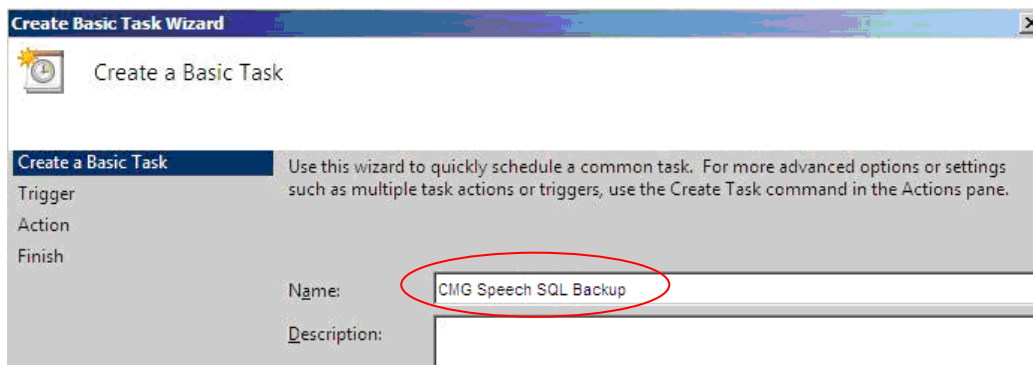 Create Basic Task Wizard
Create a Basic Task
Create a Basic Task
Trigger
Action
Finish
Use this wizard to quickly schedule a common task. For more advanced options or settings
such as multiple task actions or triggers, use the Create Task command in the Actions pane.
Name:
CMG Speech SQL Backup
Description: